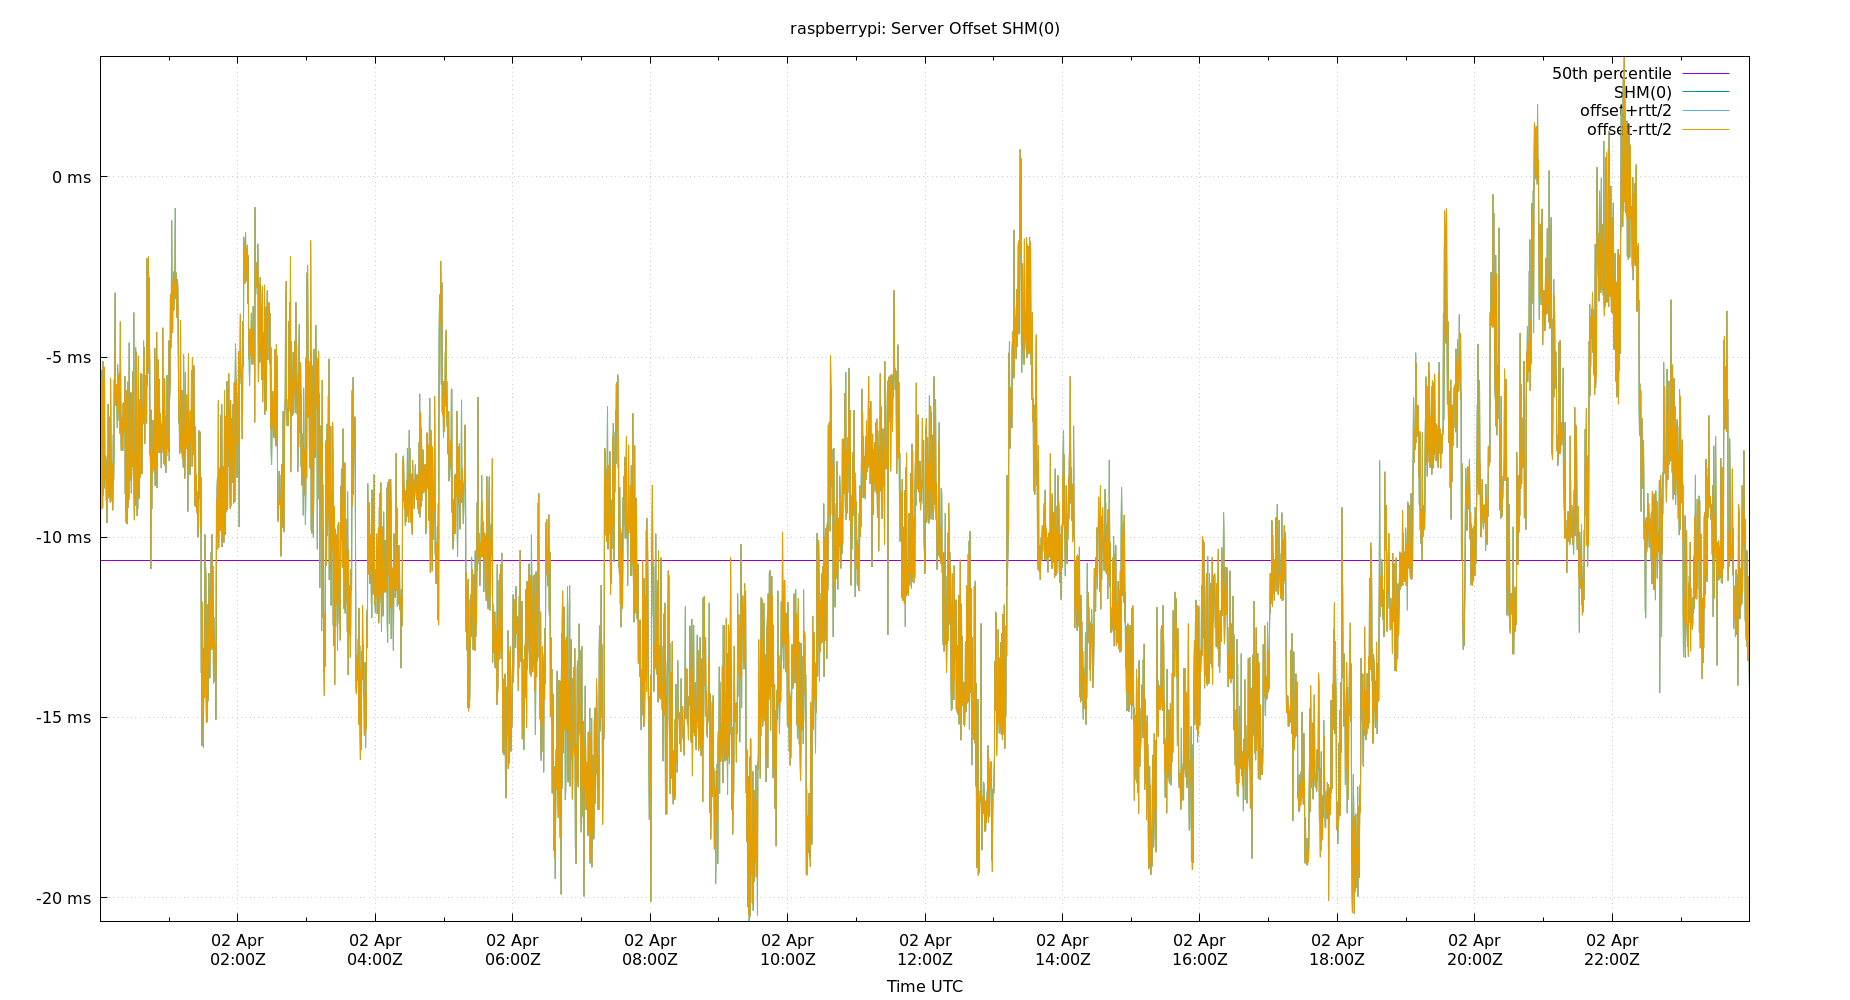 raspberrypi: Server Offset SHM(0)
50th percentile
SHM(0)
offset+rtt/2
offset-rtt/2
0 ms
-5 ms
-10 ms
-15 ms
-20 ms
02 Apr 02 Apr 02 Apr 02 Apr 02 Apr 02 Apr 02 Apr 02 Apr 02 Apr 02 Apr 02 Apr
02:00Z 04:00Z 06:00Z 08:00Z 10:00Z 12:00Z 14:00Z 16:00Z 18:00Z 20:00Z 22:00Z
Time UTC